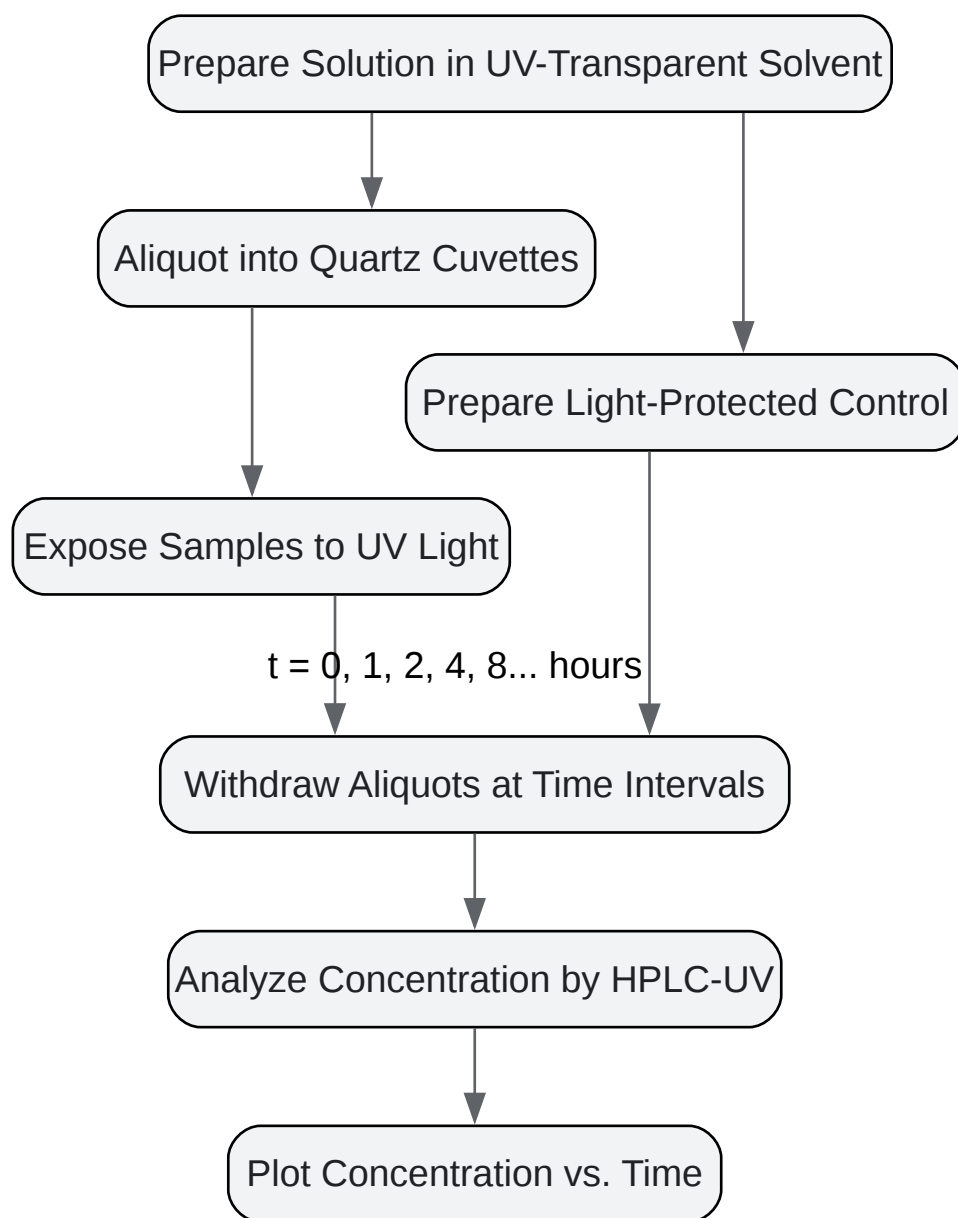 Prepare Solution in UV-Transparent Solvent
Aliquot into Quartz Cuvettes
Prepare Light-Protected Control
Expose Samples to UV Light
t = 0, 1, 2, 4, 8... hours
Withdraw Aliquots at Time Intervals
Analyze Concentration by HPLC-UV
Plot Concentration vs. Time